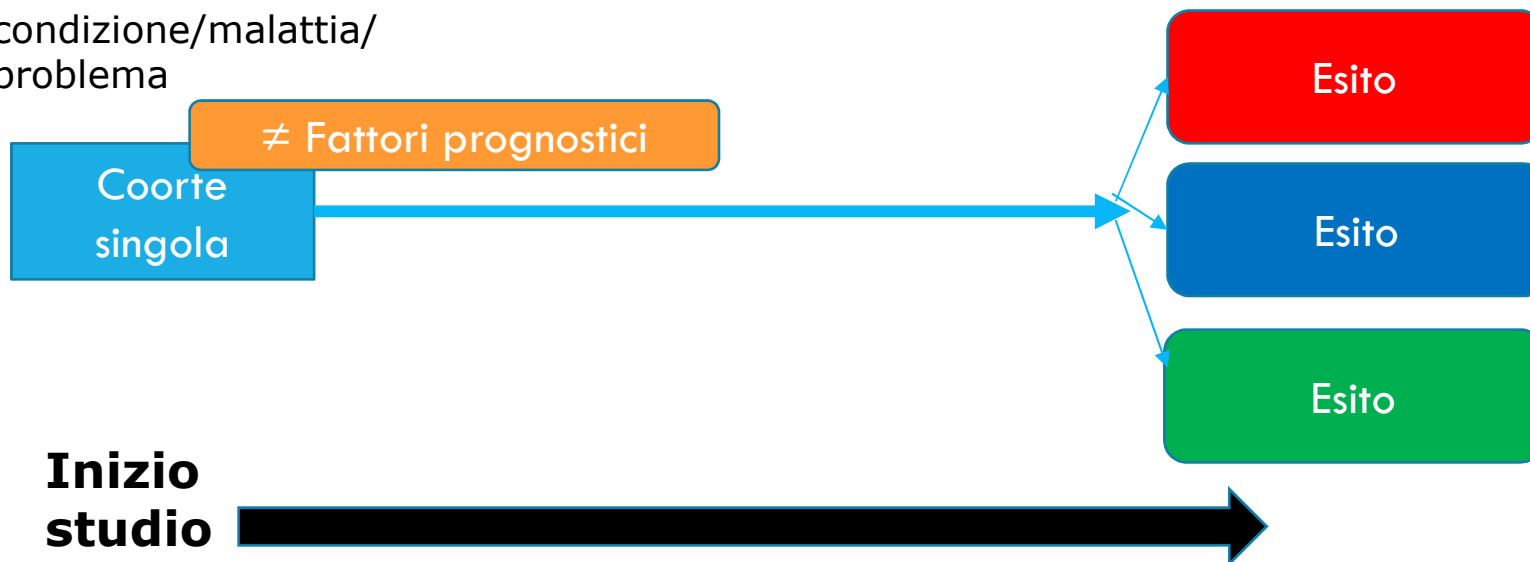 condizione/malattia/
problema
≠ Fattori prognostici
Coorte
singola
Esito
Esito
Esito
Inizio
studio